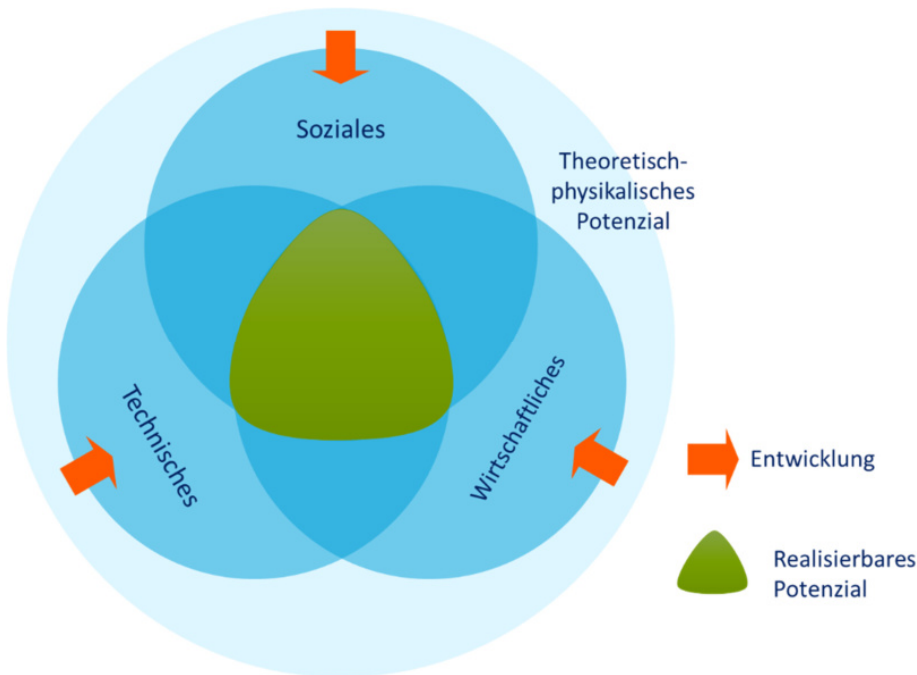 Soziales
Theoretisch-
physikalisches
Potenzial
Technisches
Wirtschaftliches
Entwicklung
Realisierbares
Potenzial